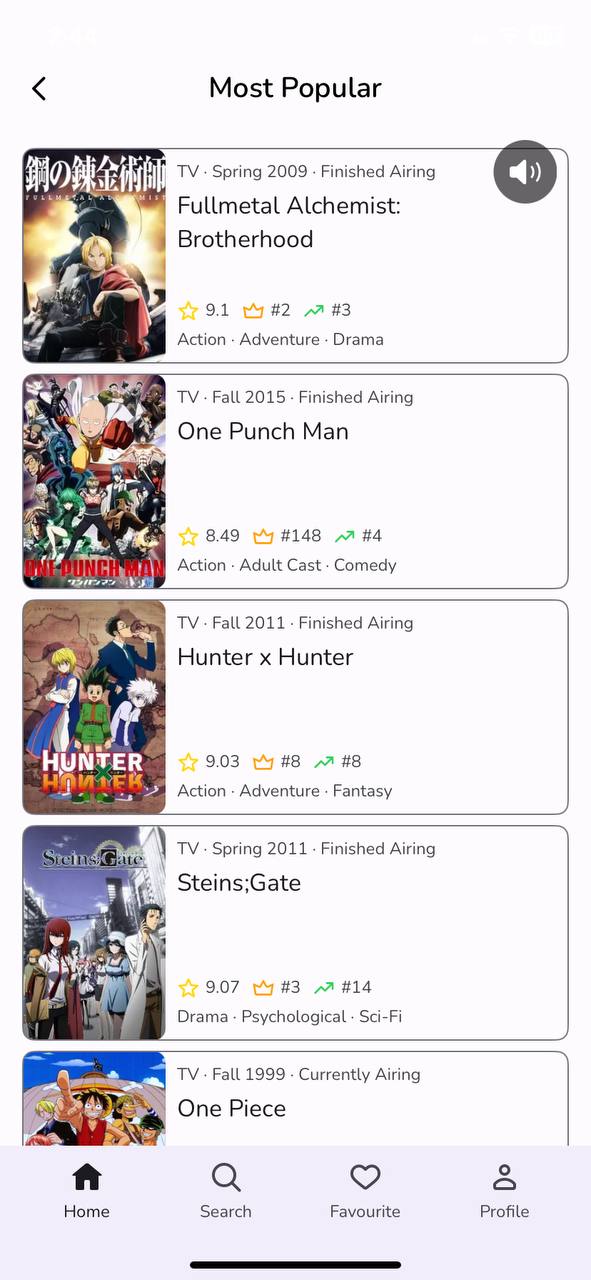 Most Popular
鋼の錬金術師
FULLMETAL ALCHEMIST
TV · Spring 2009 · Finished Airing
Fullmetal Alchemist:
Brotherhood
9.1 #2 #3
Action · Adventure · Drama
TV · Fall 2015 · Finished Airing
One Punch Man
8.49 #148 #4
Action · Adult Cast · Comedy
ONE PUNCH MAN
ワンパンマン
TV · Fall 2011 · Finished Airing
Hunter x Hunter
9.03 #8 #8
Action · Adventure · Fantasy
HUNTER
HUNTER
TV · Spring 2011 · Finished Airing
Steins;Gate
9.07 #3 #14
Drama · Psychological · Sci-Fi
Steins;Gate
TV · Fall 1999 · Currently Airing
One Piece
Home Search Favourite Profile